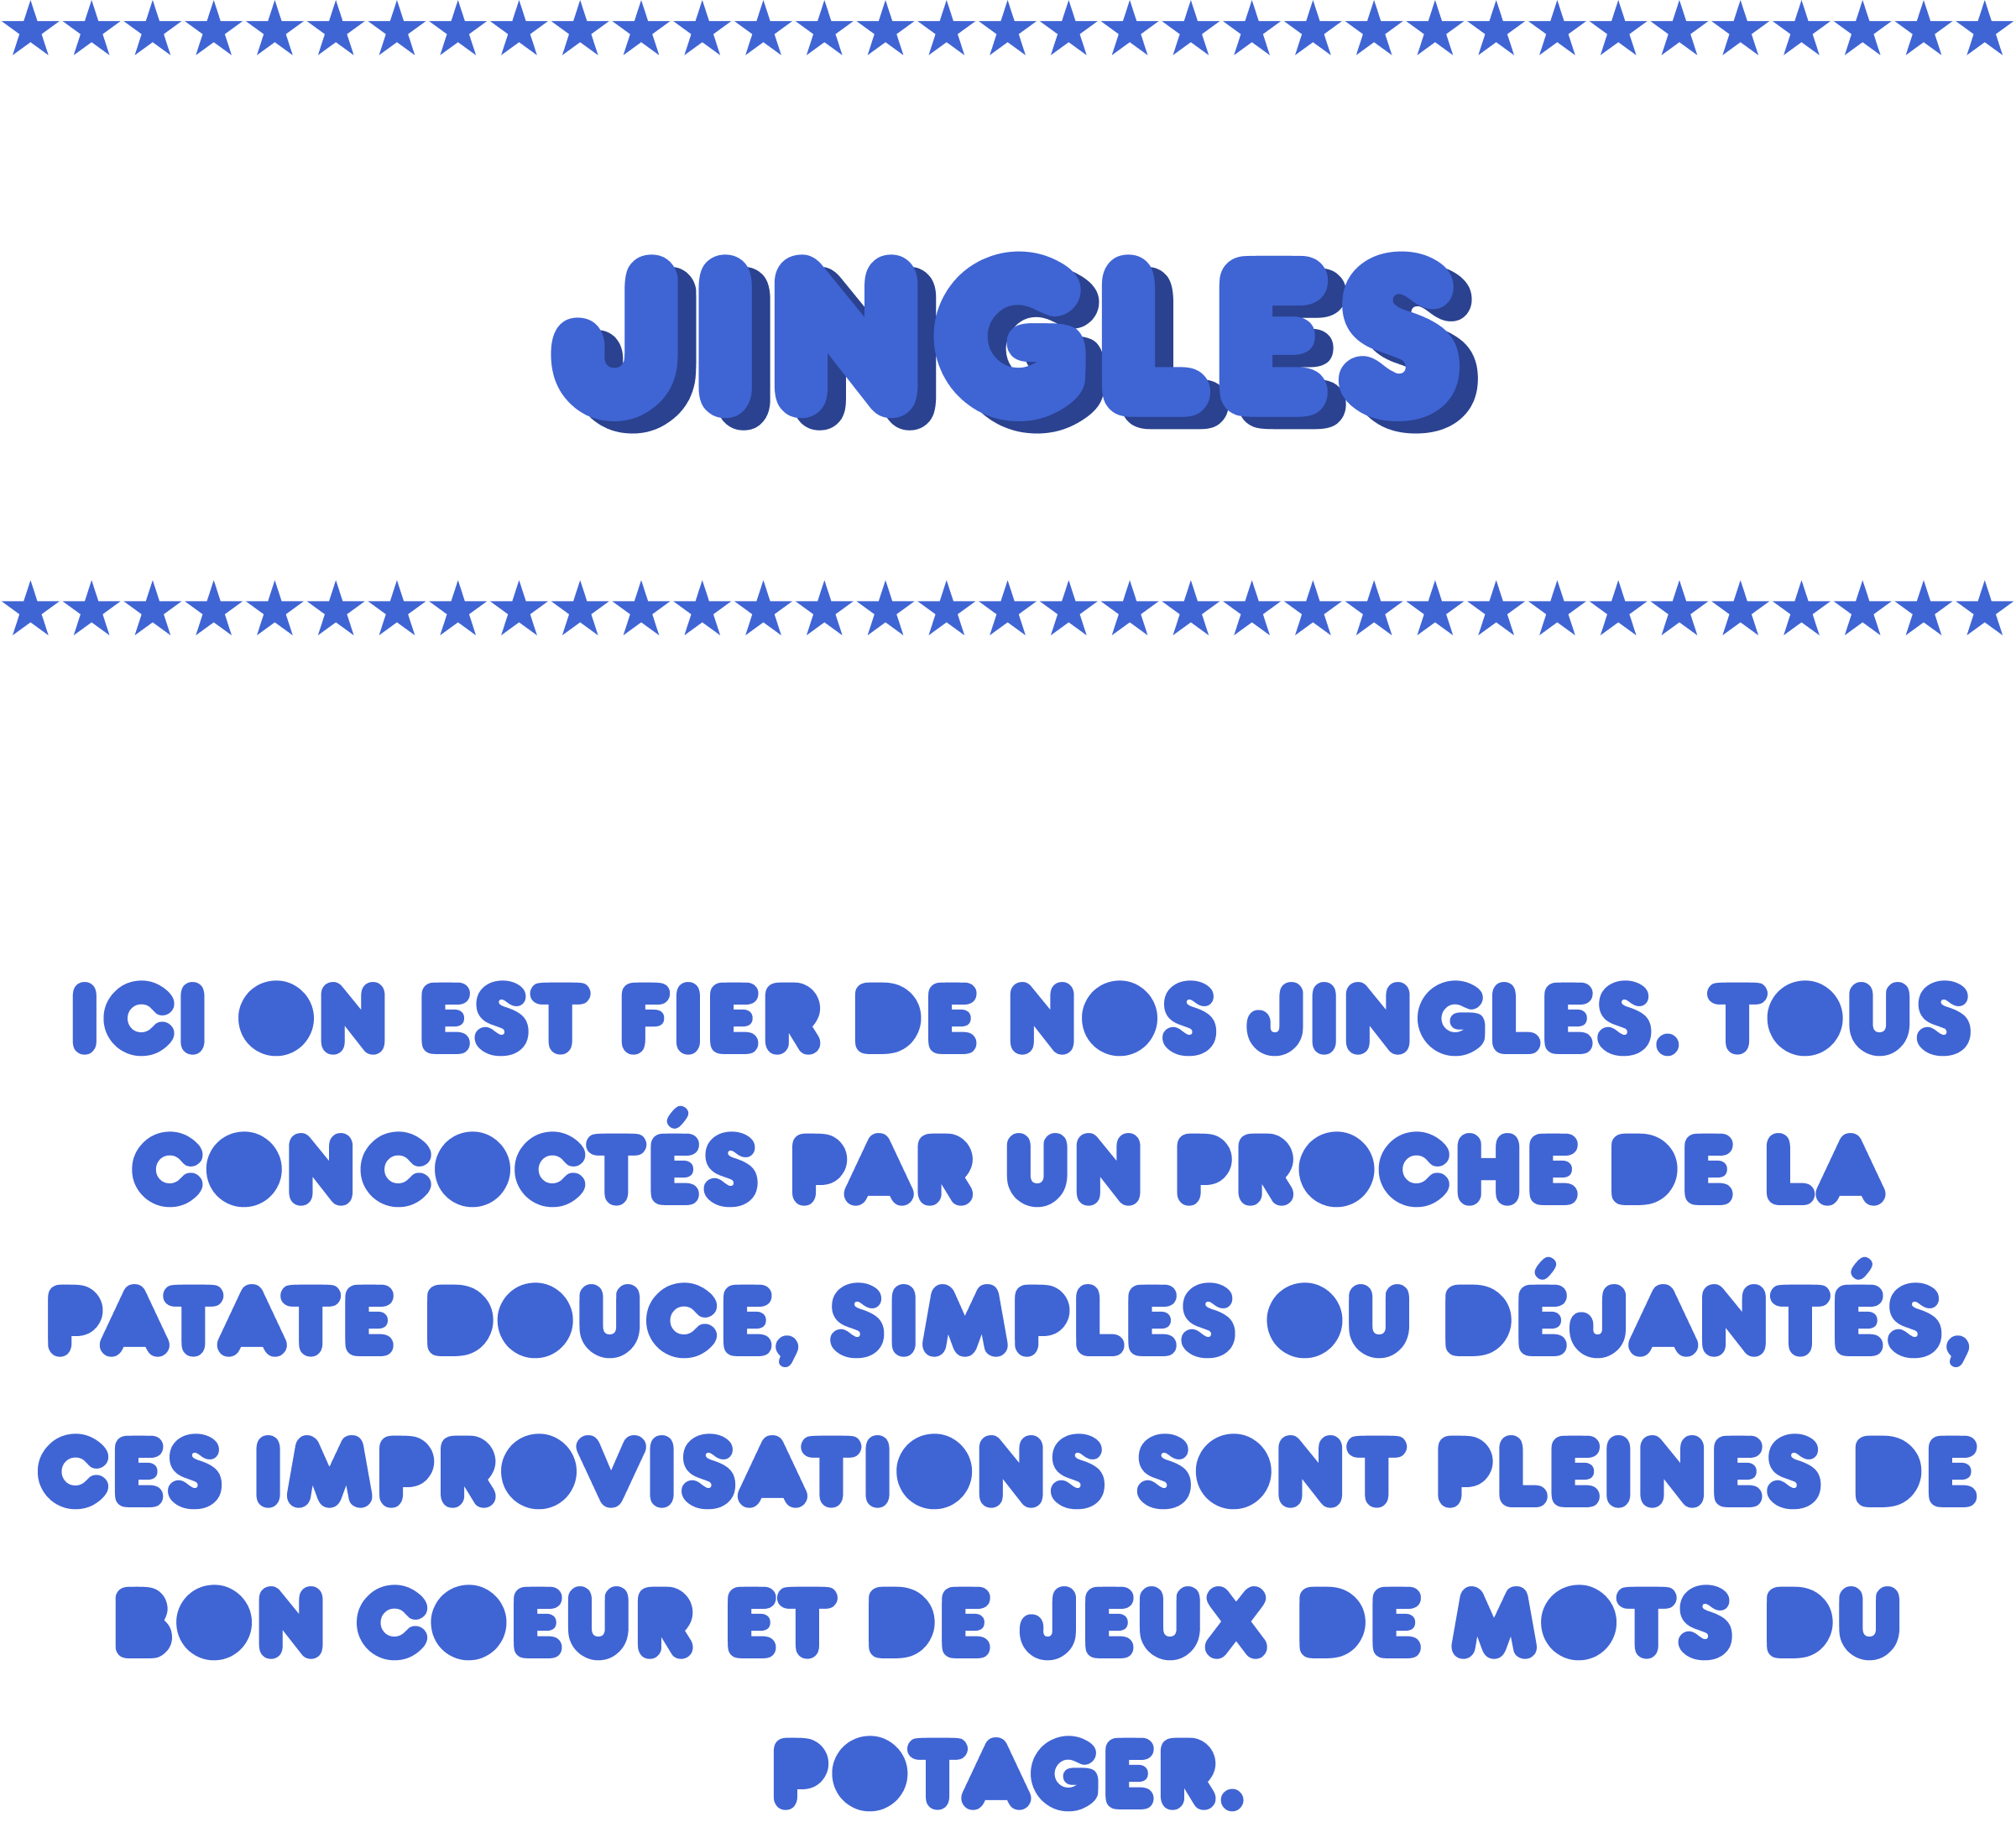 JINGLES
ICI ON EST FIER DE NOS JINGLES. TOUS
CONCOCTÉS PAR UN PROCHE DE LA
PATATE DOUCE, SIMPLES OU DÉJANTÉS,
CES IMPROVISATIONS SONT PLEINES DE
BON COEUR ET DE JEUX DE MOTS DU
POTAGER.